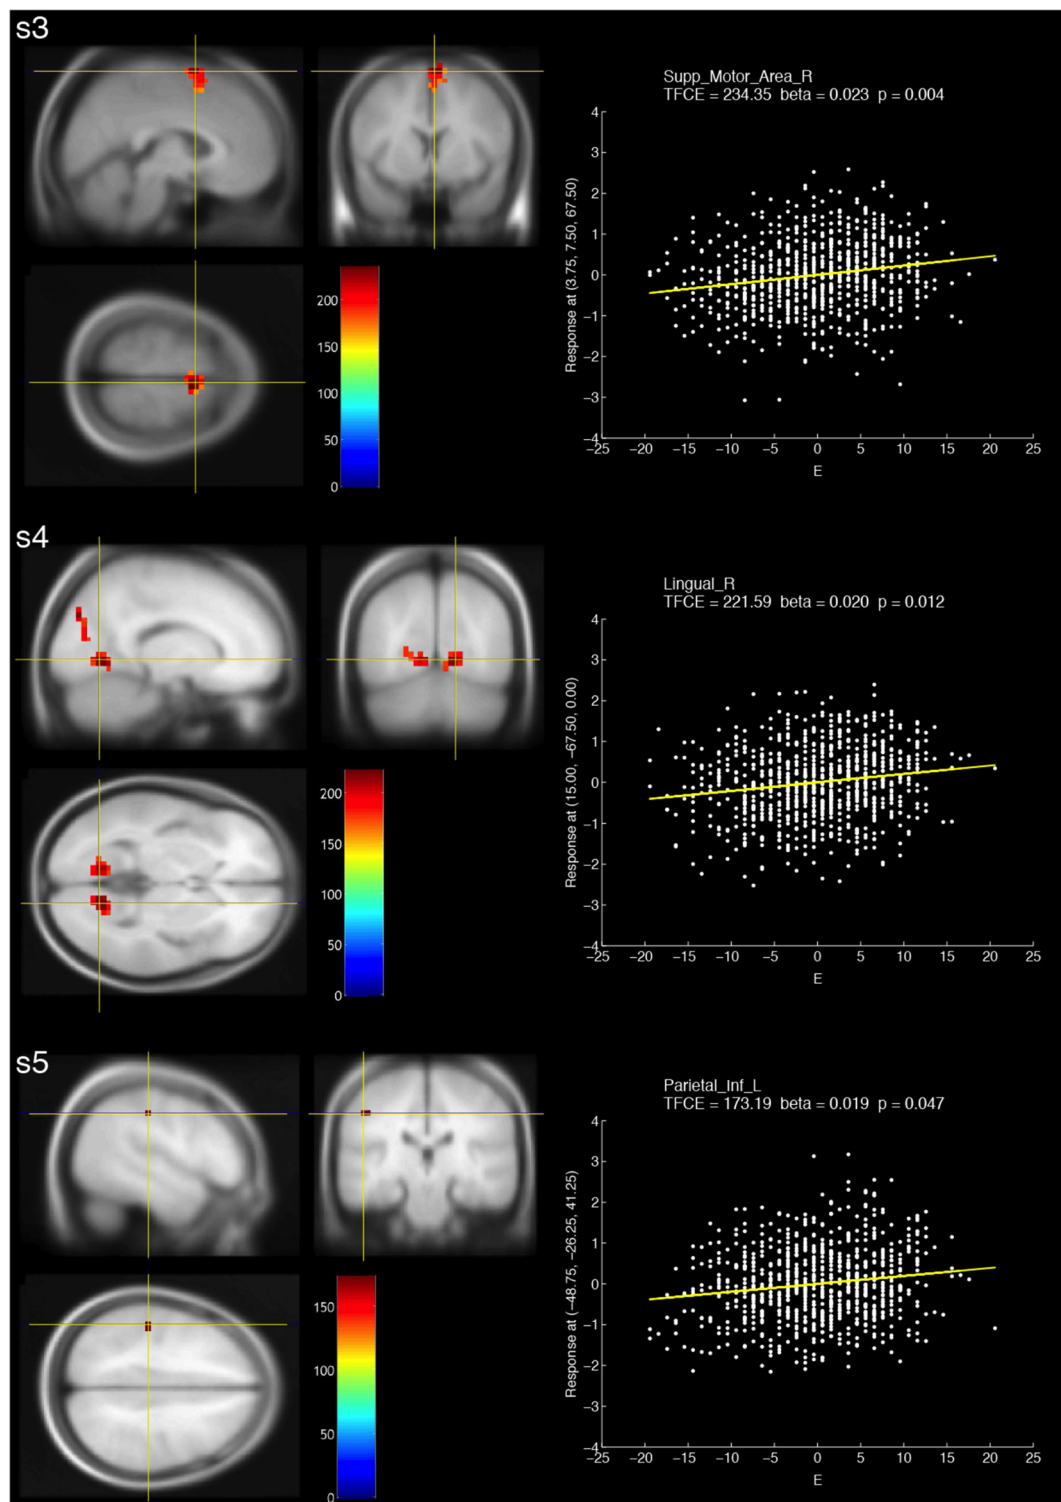 s3
Supp_Motor_Area_R
TFCE = 234.35 beta = 0.023 p = 0.004
200
150
100
50
0
Response at (3.75, 7.50, 67.50)
4
3
2
1
0
−1
−2
−3
−4
−25 −20 −15 −10 −5 0 5 10 15 20 25
E
s4
Lingual_R
TFCE = 221.59 beta = 0.020 p = 0.012
200
150
100
50
0
Response at (15.00, −67.50, 0.00)
4
3
2
1
0
−1
−2
−3
−4
−25 −20 −15 −10 −5 0 5 10 15 20 25
E
s5
Parietal_Inf_L
TFCE = 173.19 beta = 0.019 p = 0.047
150
100
50
0
Response at (−48.75, −26.25, 41.25)
4
3
2
1
0
−1
−2
−3
−4
−25 −20 −15 −10 −5 0 5 10 15 20 25
E